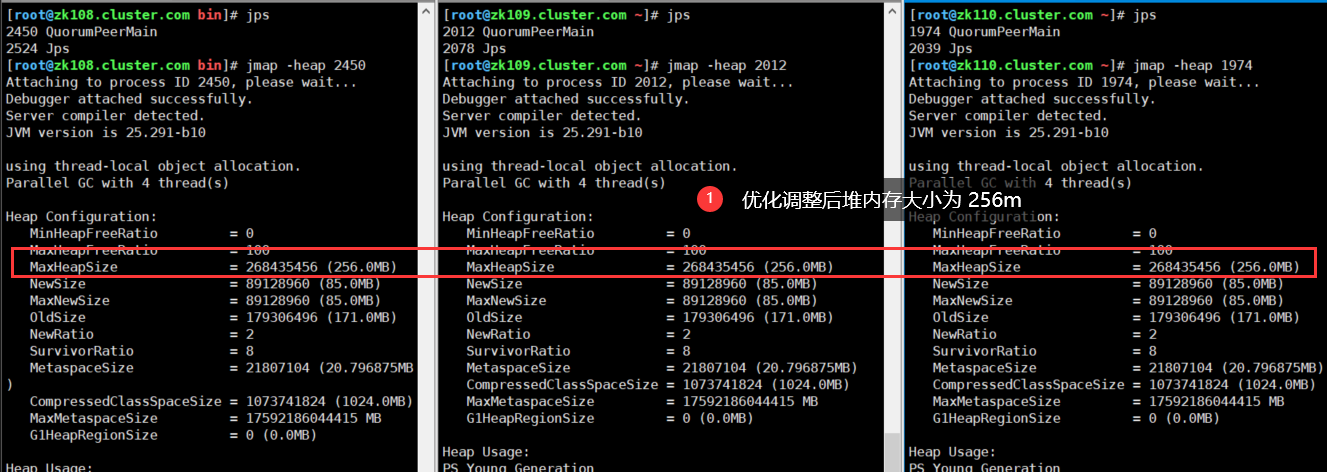 [root@zk108.cluster.com bin]# jps
2450 QuorumPeerMain
2524 Jps
[root@zk108.cluster.com bin]# jmap -heap 2450
Attaching to process ID 2450, please wait...
Debugger attached successfully.
Server compiler detected.
JVM version is 25.291-b10
using thread-local object allocation.
Parallel GC with 4 thread(s)
Heap Configuration:
MinHeapFreeRatio = 0
MaxHeapFreeRatio = 100
MaxHeapSize = 268435456 (256.0MB)
NewSize = 89128960 (85.0MB)
MaxNewSize = 89128960 (85.0MB)
OldSize = 179306496 (171.0MB)
NewRatio = 2
SurvivorRatio = 8
MetaspaceSize = 21807104 (20.796875MB
)
CompressedClassSpaceSize = 1073741824 (1024.0MB)
MaxMetaspaceSize = 17592186044415 MB
G1HeapRegionSize = 0 (0.0MB)
Heap Usage:
[root@zk109.cluster.com ~]# jps
2012 QuorumPeerMain
2078 Jps
[root@zk109.cluster.com ~]# jmap -heap 2012
Attaching to process ID 2012, please wait...
Debugger attached successfully.
Server compiler detected.
JVM version is 25.291-b10
using thread-local object allocation.
Parallel GC with 4 thread(s)
1 优化调整后堆内存大小为 256m
Heap Configuration:
MinHeapFreeRatio = 0
MaxHeapFreeRatio = 100
MaxHeapSize = 268435456 (256.0MB)
NewSize = 89128960 (85.0MB)
MaxNewSize = 89128960 (85.0MB)
OldSize = 179306496 (171.0MB)
NewRatio = 2
SurvivorRatio = 8
MetaspaceSize = 21807104 (20.796875MB)
CompressedClassSpaceSize = 1073741824 (1024.0MB)
MaxMetaspaceSize = 17592186044415 MB
G1HeapRegionSize = 0 (0.0MB)
Heap Usage:
PS Young Generation
[root@zk110.cluster.com ~]# jps
1974 QuorumPeerMain
2039 Jps
[root@zk110.cluster.com ~]# jmap -heap 1974
Attaching to process ID 1974, please wait...
Debugger attached successfully.
Server compiler detected.
JVM version is 25.291-b10
using thread-local object allocation.
Parallel GC with 4 thread(s)
Heap Configuration:
MinHeapFreeRatio = 0
MaxHeapFreeRatio = 100
MaxHeapSize = 268435456 (256.0MB)
NewSize = 89128960 (85.0MB)
MaxNewSize = 89128960 (85.0MB)
OldSize = 179306496 (171.0MB)
NewRatio = 2
SurvivorRatio = 8
MetaspaceSize = 21807104 (20.796875MB)
CompressedClassSpaceSize = 1073741824 (1024.0MB)
MaxMetaspaceSize = 17592186044415 MB
G1HeapRegionSize = 0 (0.0MB)
Heap Usage:
PS Young Generation